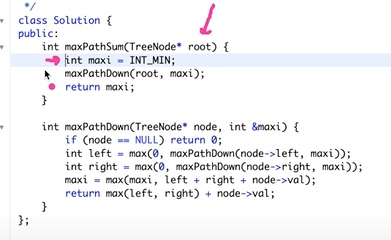 */
class Solution {
public:
    int maxPathSum(TreeNode* root) {
        int maxi = INT_MIN;
        maxPathDown(root, maxi);
        return maxi;
    }

    int maxPathDown(TreeNode* node, int &maxi) {
        if (node == NULL) return 0;
        int left = max(0, maxPathDown(node->left, maxi));
        int right = max(0, maxPathDown(node->right, maxi));
        maxi = max(maxi, left + right + node->val);
        return max(left, right) + node->val;
    }
};